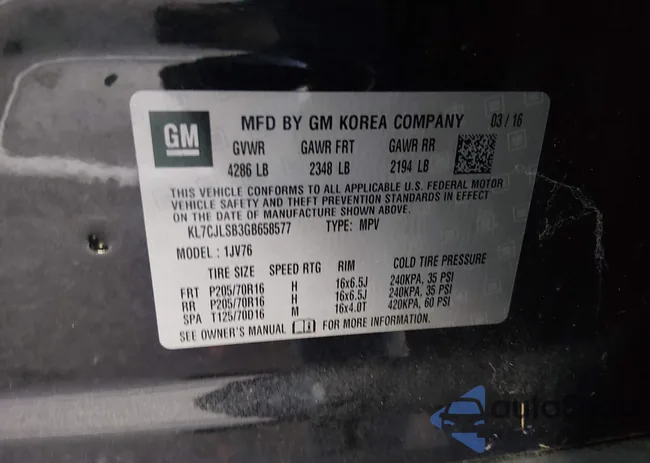 GM
MFD BY GM KOREA COMPANY 03 / 16
GVWR GAWR FRT GAWR RR
4286 LB 2348 LB 2194 LB
THIS VEHICLE CONFORMS TO ALL APPLICABLE U.S. FEDERAL MOTOR
VEHICLE SAFETY AND THEFT PREVENTION STANDARDS IN EFFECT
ON THE DATE OF MANUFACTURE SHOWN ABOVE.
KL7CJLSB3GB658577 TYPE: MPV
MODEL: 1JV76
TIRE SIZE SPEED RTG RIM COLD TIRE PRESSURE
FRT P205/70R16 H 16x6.5J 240KPA, 35 PSI
RR P205/70R16 H 16x6.5J 240KPA, 35 PSI
SPA T125/70D16 M 16x4.0T 420KPA, 60 PSI
SEE OWNER'S MANUAL FOR MORE INFORMATION.